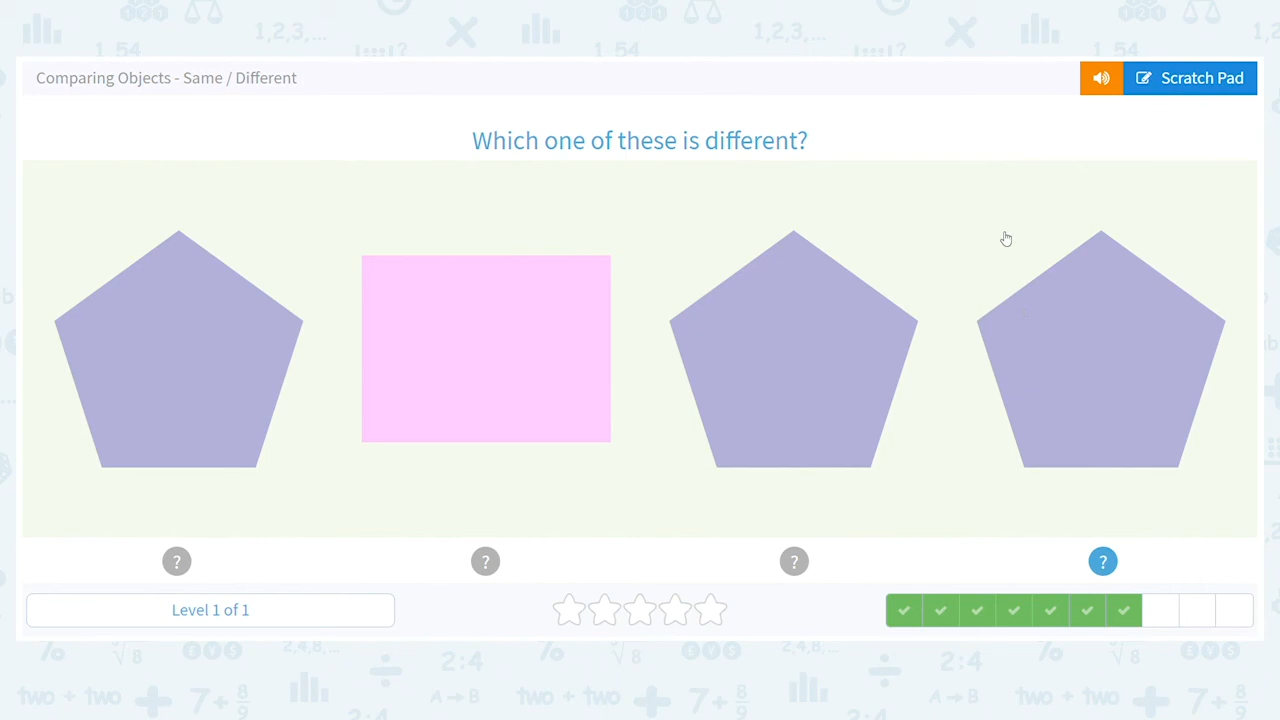 Comparing Objects - Same / Different
Scratch Pad
Which one of these is different?
? ? ? ?
Level 1 of 1